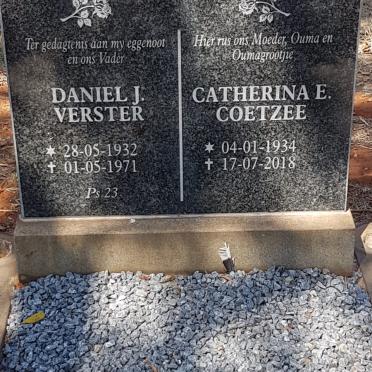 Ter gedagtenis aan my eggenoot
en ons Vader
DANIEL J.
VERSTER
* 28-05-1932
✝ 01-05-1971
Ps 23
Hier rus ons Moeder, Ouma en
Oumagrootjie
CATHERINA E.
COETZEE
* 04-01-1934
✝ 17-07-2018